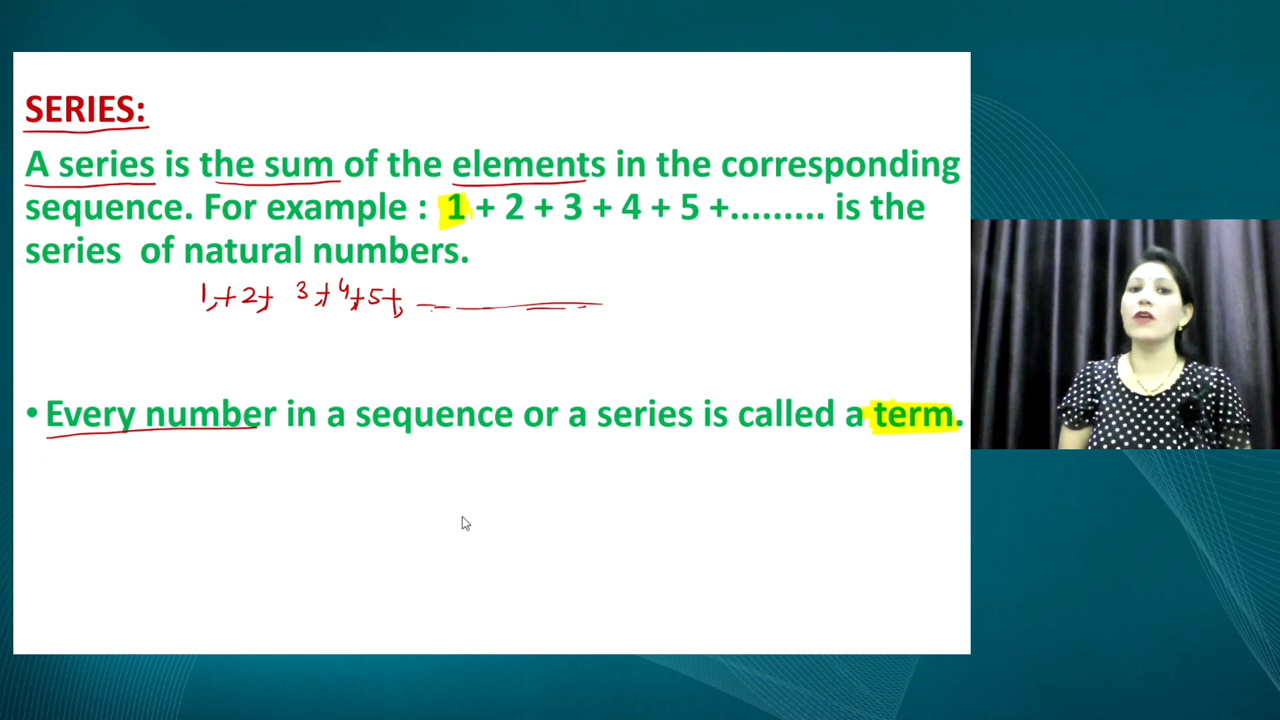 SERIES:
A series is the sum of the elements in the corresponding
sequence. For example : 1 + 2 + 3 + 4 + 5 +......... is the
series of natural numbers.
1,+2,+ 3,+4,+5+,
• Every number in a sequence or a series is called a term.